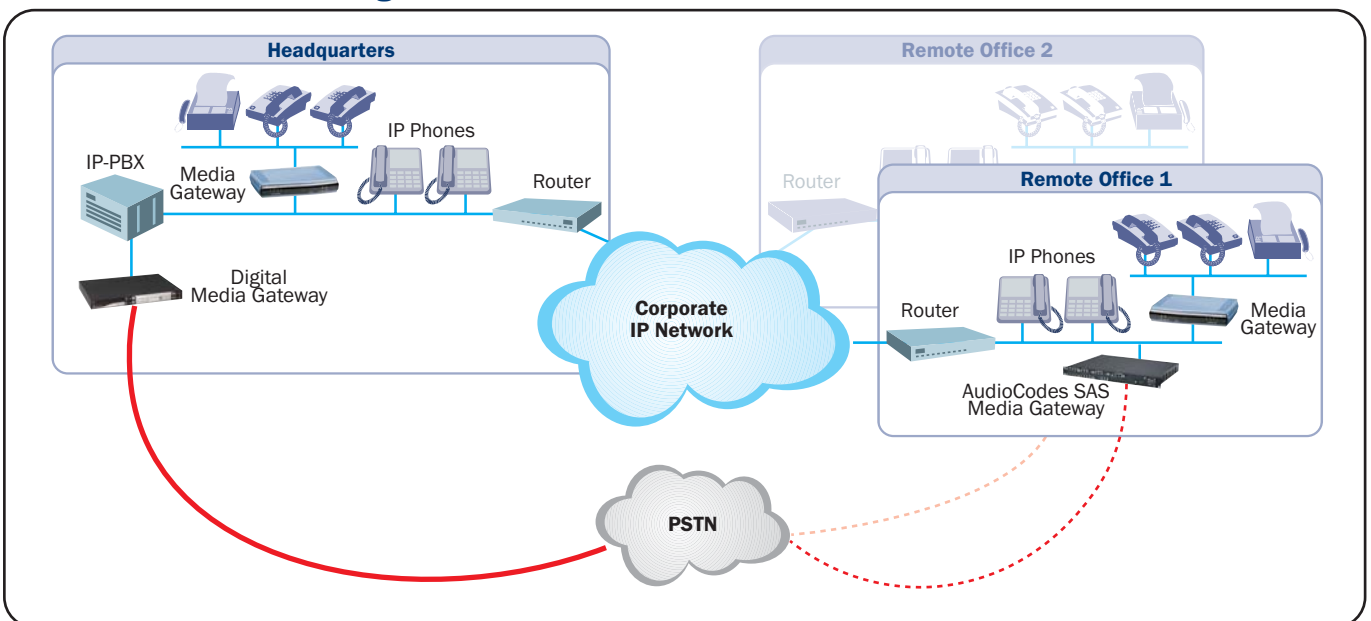 Headquarters
Remote Office 2
IP Phones
IP-PBX
Media
Gateway
Router
Router
Remote Office 1
Digital
Media Gateway
IP Phones
Corporate
IP Network
Router
Media
Gateway
AudioCodes SAS
Media Gateway
PSTN